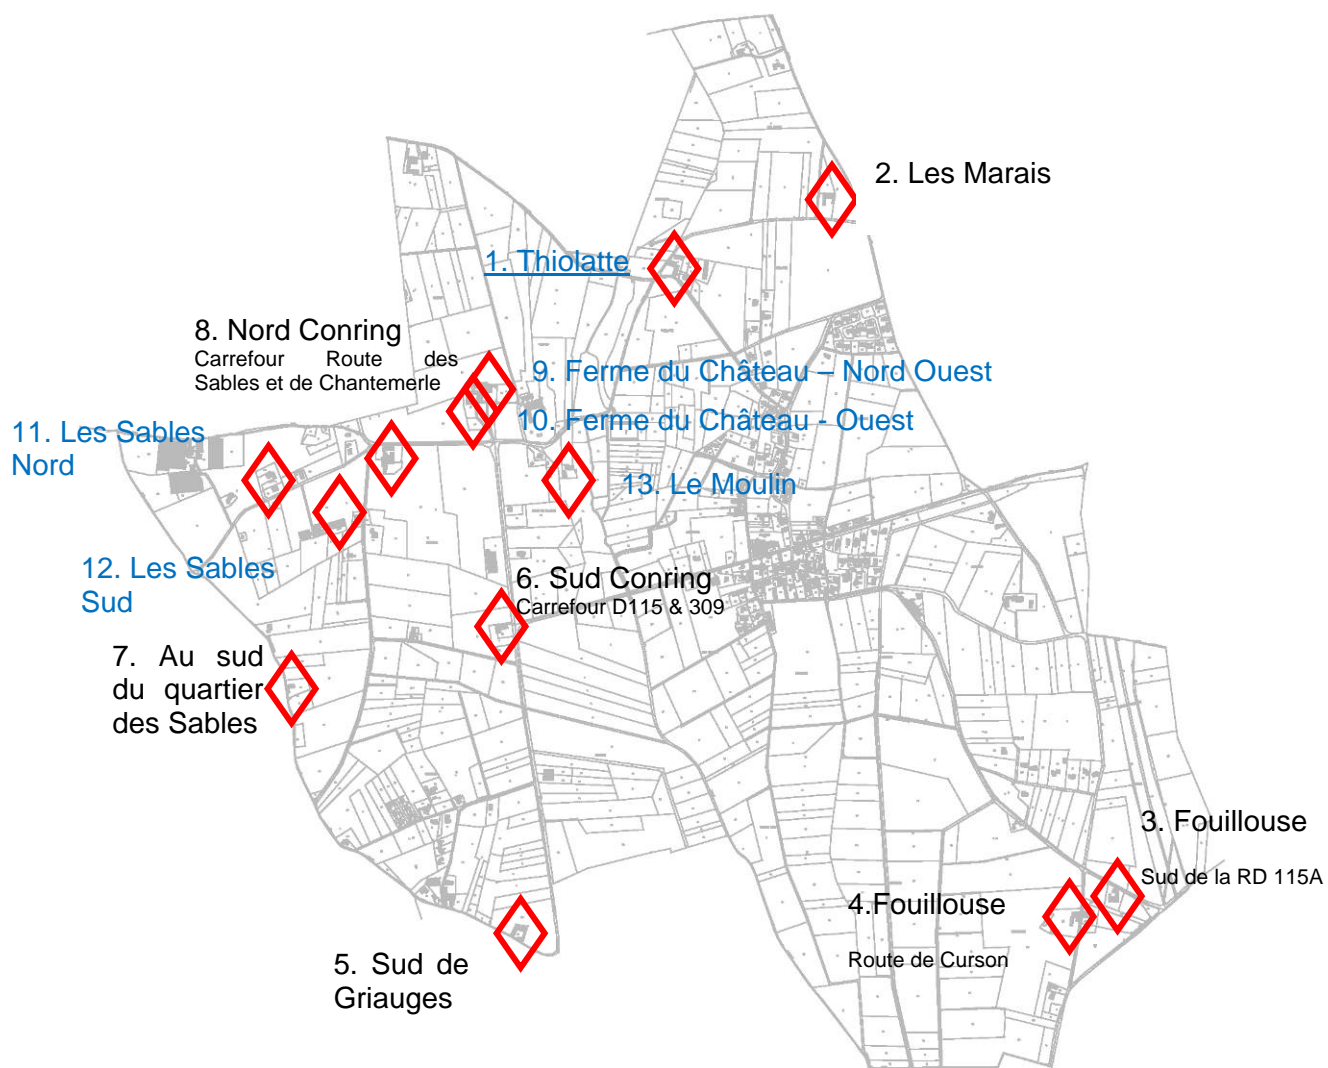 2. Les Marais
1. Thiolatte
8. Nord Conring
Carrefour Route des
Sables et de Chantemerle
9. Ferme du Château – Nord Ouest
10. Ferme du Château - Ouest
11. Les Sables
Nord
13. Le Moulin
12. Les Sables
Sud
6. Sud Conring
Carrefour D115 & 309
7. Au sud
du quartier
des Sables
3. Fouillouse
Sud de la RD 115A
4.Fouillouse
Route de Curson
5. Sud de
Griauges